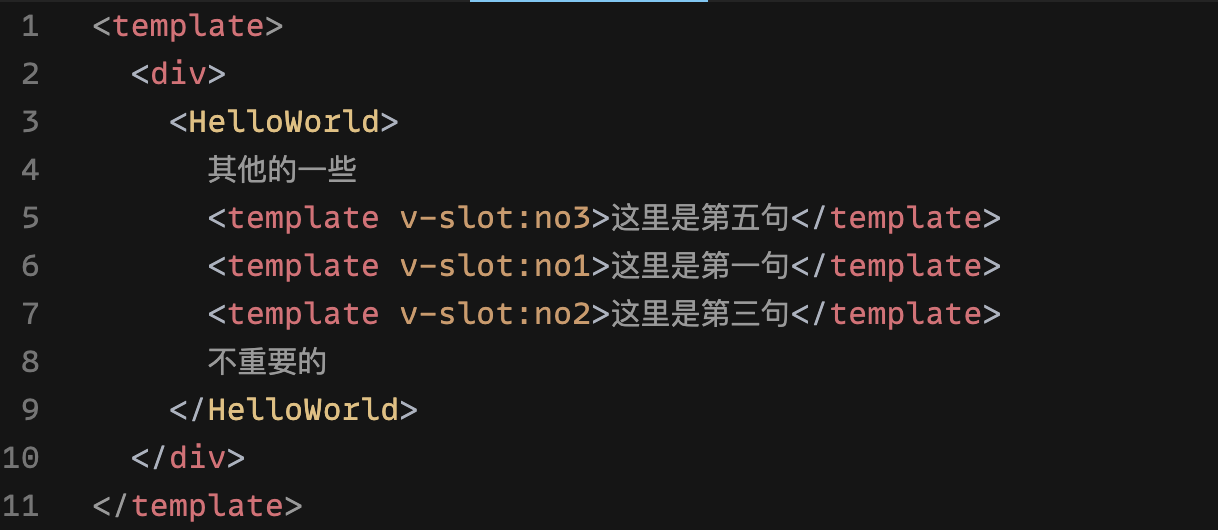 1 <template>
2 <div>
3 <HelloWorld>
4 其他的一些
5 <template v-slot:no3>这里是第五句</template>
6 <template v-slot:no1>这里是第一句</template>
7 <template v-slot:no2>这里是第三句</template>
8 不重要的
9 </HelloWorld>
10 </div>
11 </template>